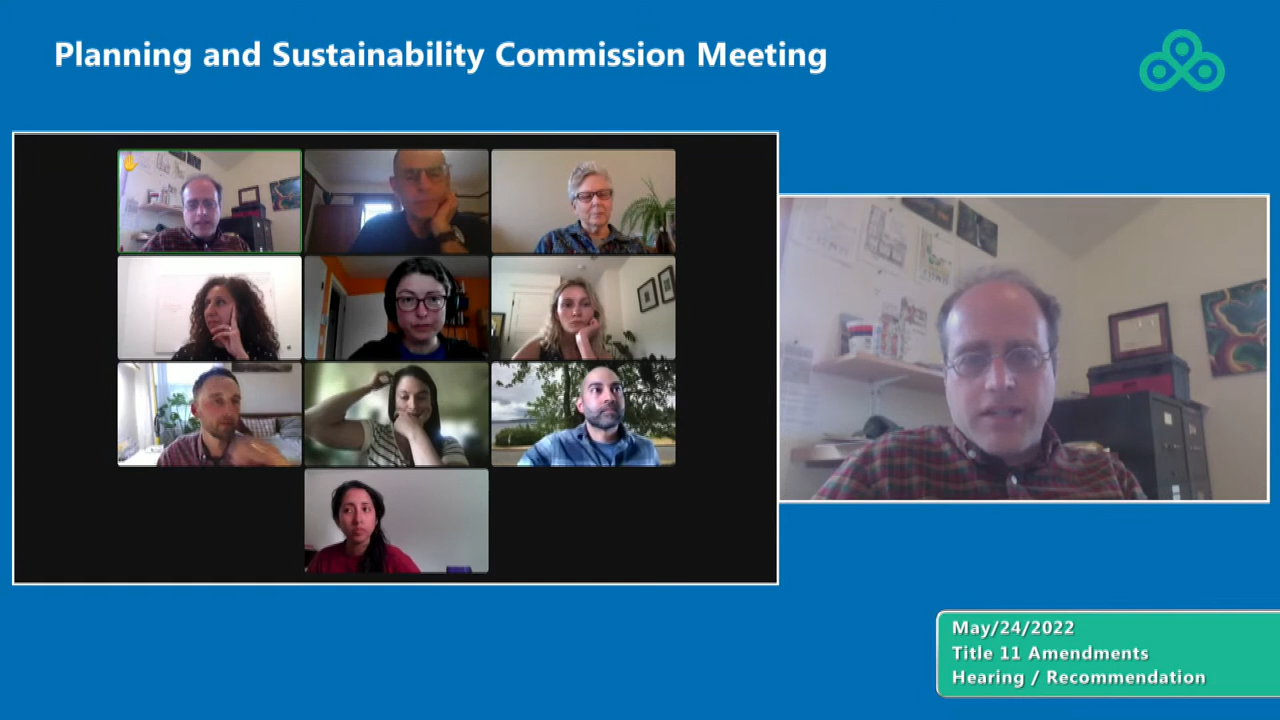 Planning and Sustainability Commission Meeting
May/24/2022
Title 11 Amendments
Hearing / Recommendation